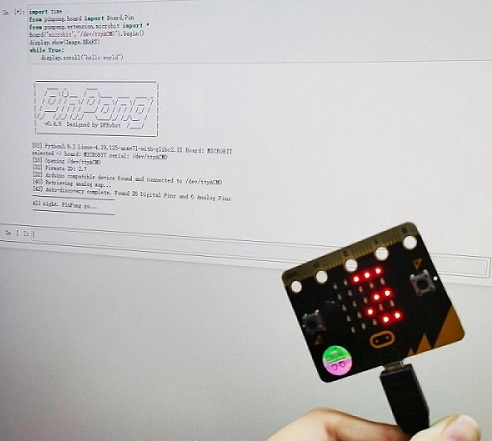 In [*]: import time
from pinpong.board import Board,Pin
from pinpong.extension.microbit import *
Board("microbit","/dev/ttyACM0").begin()
display.show(Image.HEART)
while True:
display.scroll("hello world")
PinPong
v0.4.9 Designed by DFRobot
[01] Python3.9.2 Linux-4.19.125-armv7l-with-glibc2.31 Board: MICROBIT
selected -> board: MICROBIT serial: /dev/ttyACM0
[10] Opening /dev/ttyACM0
[32] Firmata ID: 2.7
[22] Arduino compatible device found and connected to /dev/ttyACM0
[40] Retrieving analog map...
[42] Auto-discovery complete. Found 26 Digital Pins and 6 Analog Pins
All right. PinPong go...
In [ ]: